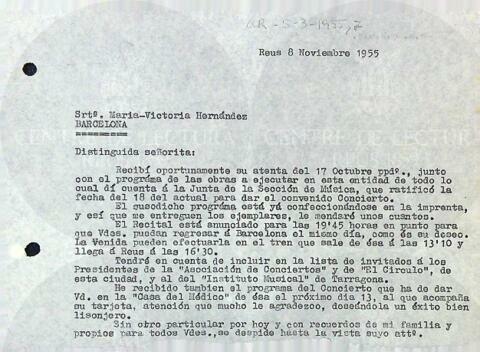 QR-5-3-1955,7
Reus 8 Noviembre 1955
Srtª. Maria-Victoria Hernández
BARCELONA
Distinguida señorita:
Recibí oportunamente su atenta del 17 Octubre ppdº., junto
con el programa de las obras a ejecutar en esta entidad de todo lo
cual dí cuenta á la Junta de la Sección de Música, que ratificó la
fecha del 18 del actual para dar el convenido Concierto.
El susodicho programa está yá confeccionándose en la imprenta,
y así que me entreguen los ejemplares, le mandaré unos cuantos.
El Recital está anunciado para las 19'45 horas en punto para
que Vdes. puedan regresar á Barcelona el mismo día, como és su deseo.
La Venida pueden efectuarla en el tren que sale de ésa á las 13'10 y
llega á Reus á las 16'30.
Tendré en cuenta de incluir en la lista de invitados á los
Presidentes de la "Asociación de Conciertos" y de "El Circulo", de
esta ciudad, y al del "Instituto Musical" de Tarragona.
He recibido tambien el programa del Concierto que ha de dar
Vd. en la "Casa del Médico" de ésa el próximo dia 13, al que acompaña
su tarjeta, atención que mucho le agradezco, deseándola un éxito bien
lisonjero.
Sin otro particular por hoy y con recuerdos de mi familia y
propios para todos Vdes., se despide hasta la vista suyo attº.